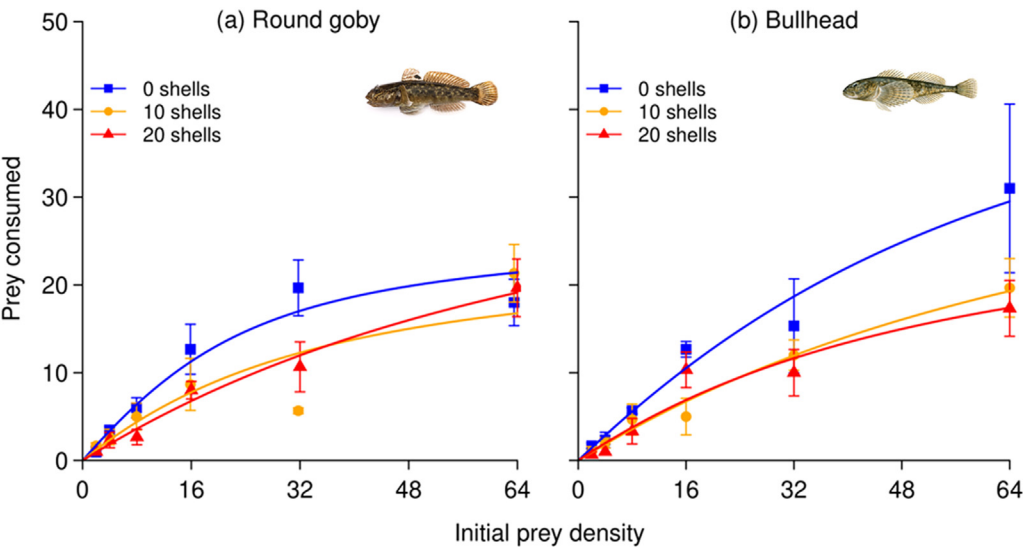 (a) Round goby
(b) Bullhead
50
40
30
20
10
0
0 shells
10 shells
20 shells
0 shells
10 shells
20 shells
Prey consumed
0 16 32 48 64
0 16 32 48 64
Initial prey density